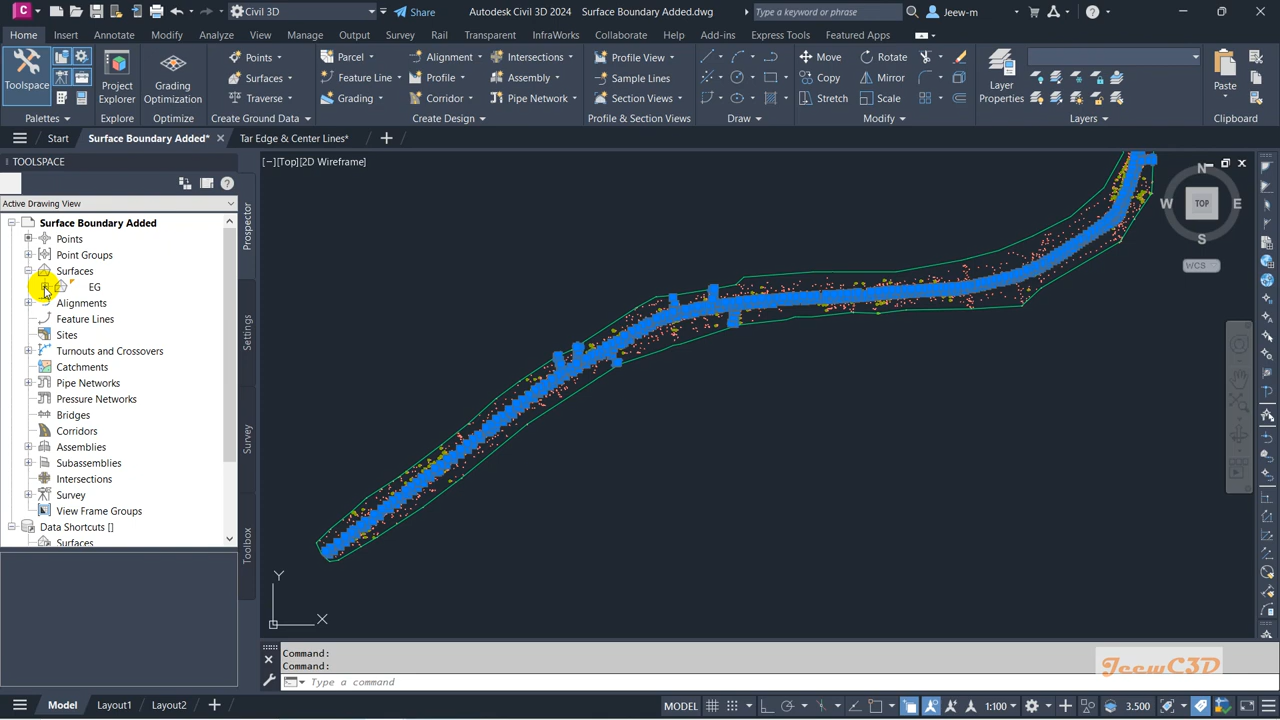 Civil 3D
Share
Autodesk Civil 3D 2024
Surface Boundary Added.dwg
Type a keyword or phrase
Jeew-m
Home
Insert
Annotate
Modify
Analyze
View
Manage
Output
Survey
Rail
Transparent
InfraWorks
Collaborate
Help
Add-ins
Express Tools
Featured Apps
Toolspace
Project
Explorer
Grading
Optimization
Points
Surfaces
Traverse
Parcel
Feature Line
Grading
Alignment
Profile
Corridor
Intersections
Assembly
Pipe Network
Profile View
Sample Lines
Section Views
Move
Rotate
Copy
Mirror
Stretch
Scale
Layer
Properties
Paste
Palettes
Explore
Optimize
Create Ground Data
Create Design
Profile & Section Views
Draw
Modify
Layers
Clipboard
Start
Surface Boundary Added*
Tar Edge & Center Lines*
TOOLSPACE
[−][Top][2D Wireframe]
Active Drawing View
Surface Boundary Added
Points
Point Groups
Surfaces
EG
Alignments
Feature Lines
Sites
Turnouts and Crossovers
Catchments
Pipe Networks
Pressure Networks
Bridges
Corridors
Assemblies
Subassemblies
Intersections
Survey
View Frame Groups
Data Shortcuts []
Surfaces
Prospector
Settings
Survey
Toolbox
N
W
TOP
E
S
WCS
Y
X
Command:
Command:
Type a command
JeewC3D
Model
Layout1
Layout2
MODEL
1:100
3.500